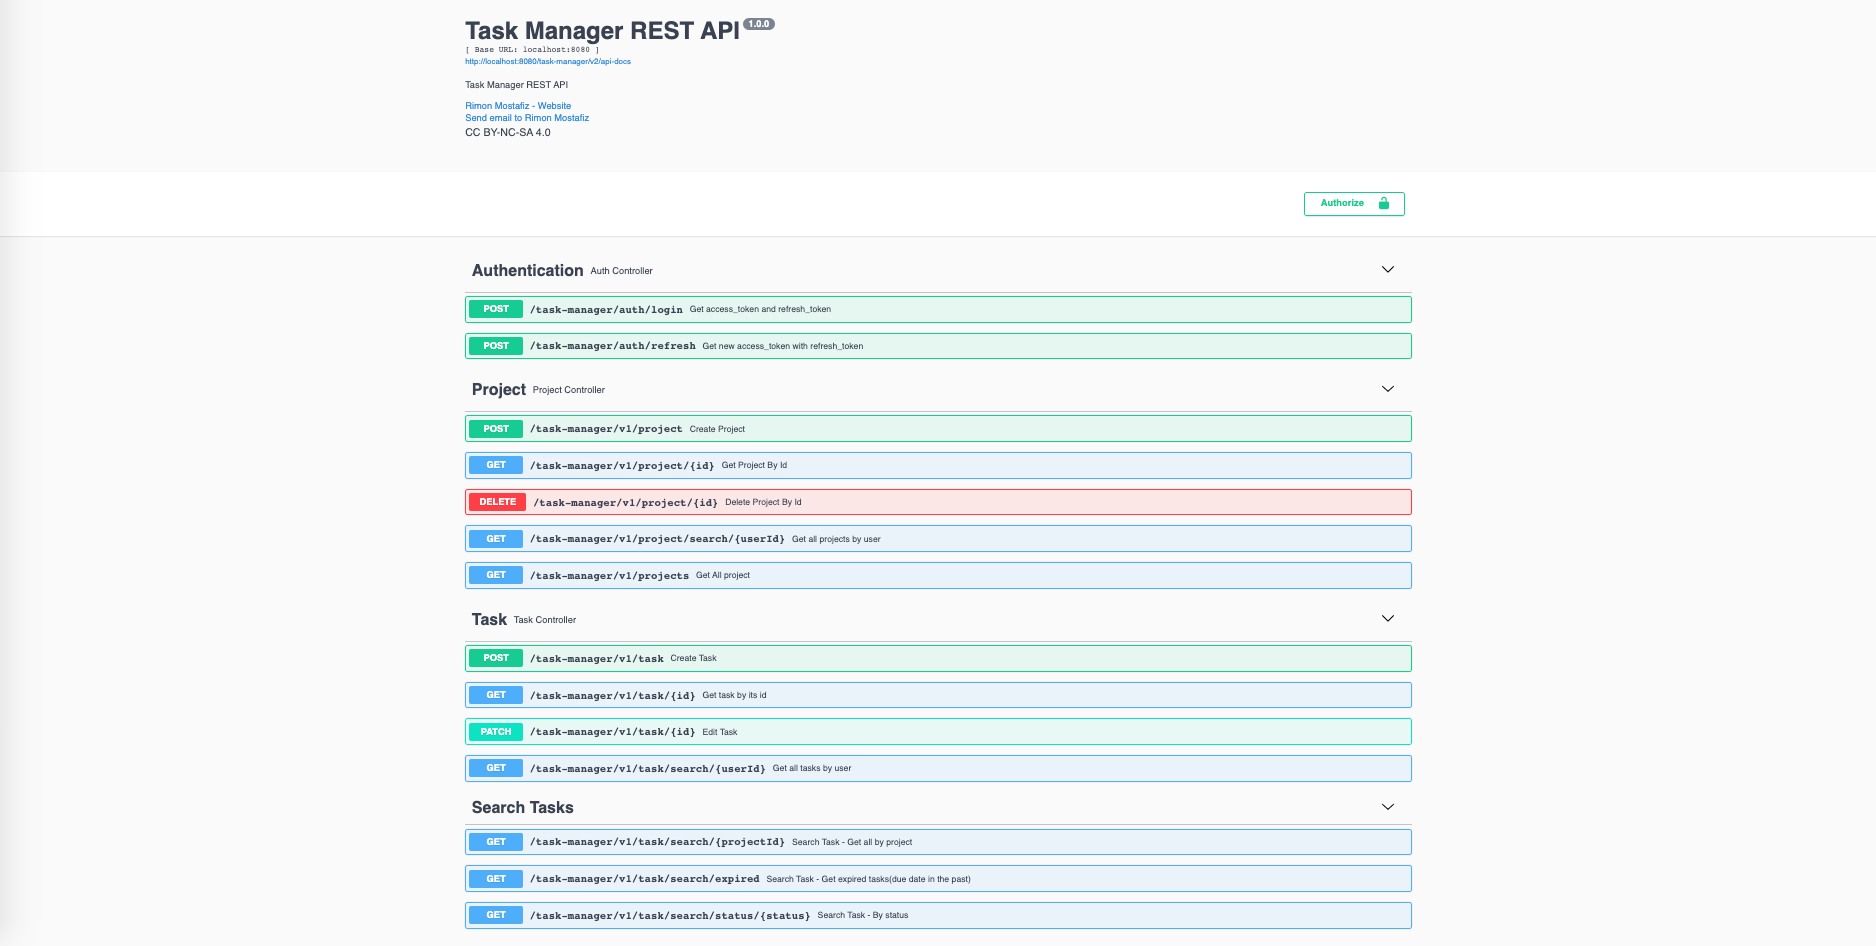 Task Manager REST API 1.0.0
[ Base URL: localhost:8080 ]
http://localhost:8080/task-manager/v2/api-docs
Task Manager REST API
Rimon Mostafiz - Website
Send email to Rimon Mostafiz
CC BY-NC-SA 4.0
Authorize
Authentication Auth Controller
POST /task-manager/auth/login Get access_token and refresh_token
POST /task-manager/auth/refresh Get new access_token with refresh_token
Project Project Controller
POST /task-manager/v1/project Create Project
GET /task-manager/v1/project/{id} Get Project By Id
DELETE /task-manager/v1/project/{id} Delete Project By Id
GET /task-manager/v1/project/search/{userId} Get all projects by user
GET /task-manager/v1/projects Get All project
Task Task Controller
POST /task-manager/v1/task Create Task
GET /task-manager/v1/task/{id} Get task by its id
PATCH /task-manager/v1/task/{id} Edit Task
GET /task-manager/v1/task/search/{userId} Get all tasks by user
Search Tasks
GET /task-manager/v1/task/search/{projectId} Search Task - Get all by project
GET /task-manager/v1/task/search/expired Search Task - Get expired tasks(due date in the past)
GET /task-manager/v1/task/search/status/{status} Search Task - By status